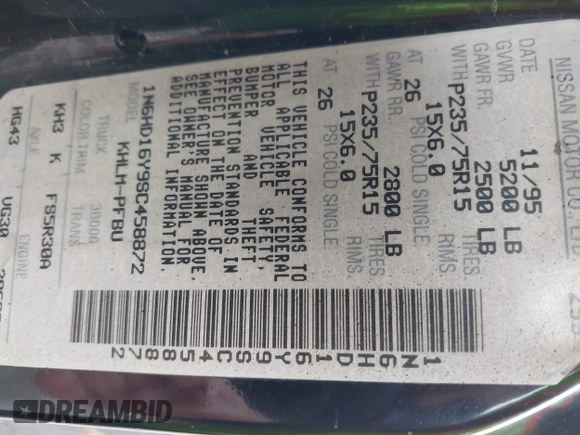 NISSAN MOTOR CO., LTD.
DATE 11/95
GVWR 5200 LB
GAWR FR. 2500 LB
WITH P235/75R15 TIRES
15X6.0 RIMS.
AT 26 PSI COLD SINGLE
GAWR RR. 2800 LB
WITH P235/75R15 TIRES
15X6.0 RIMS.
AT 26 PSI COLD SINGLE
THIS VEHICLE CONFORMS TO
ALL APPLICABLE FEDERAL
MOTOR VEHICLE SAFETY,
BUMPER AND THEFT
PREVENTION STANDARDS IN
EFFECT ON THE DATE OF
MANUFACTURE SHOWN ABOVE.
SEE OWNER'S MANUAL FOR
ADDITIONAL INFORMATION.
1N6HD16Y9SC458872
1N6HD16Y9SC458872
MODEL KHLM-PFBU
TRUCK 38000
COLOR TRIM TRANS
KH3 K FS5R30A
AXLE ENGINE
HG43 VG30
DREAMBID